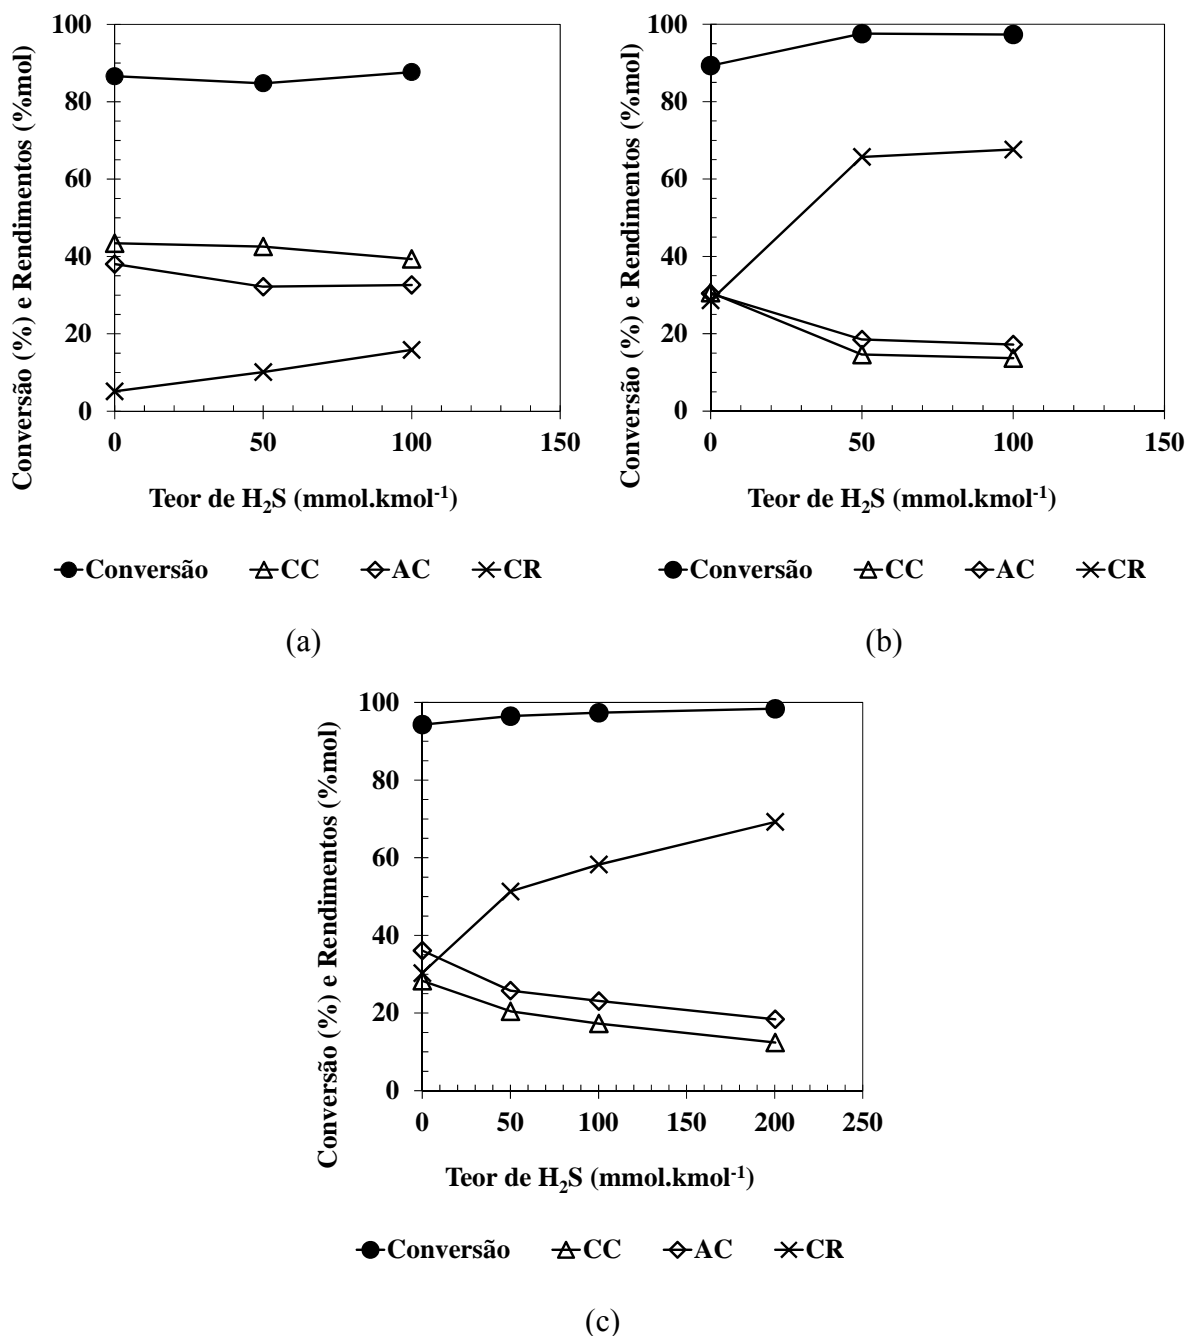 Conversão (%) e Rendimentos (%mol)
100
80
60
40
20
0
0 50 100 150
Teor de H₂S (mmol.kmol⁻¹)
Conversão CC AC CR
(a)
Conversão (%) e Rendimentos (%mol)
100
80
60
40
20
0
0 50 100 150
Teor de H₂S (mmol.kmol⁻¹)
Conversão CC AC CR
(b)
Conversão (%) e Rendimentos (%mol)
100
80
60
40
20
0
0 50 100 150 200 250
Teor de H₂S (mmol.kmol⁻¹)
Conversão CC AC CR
(c)